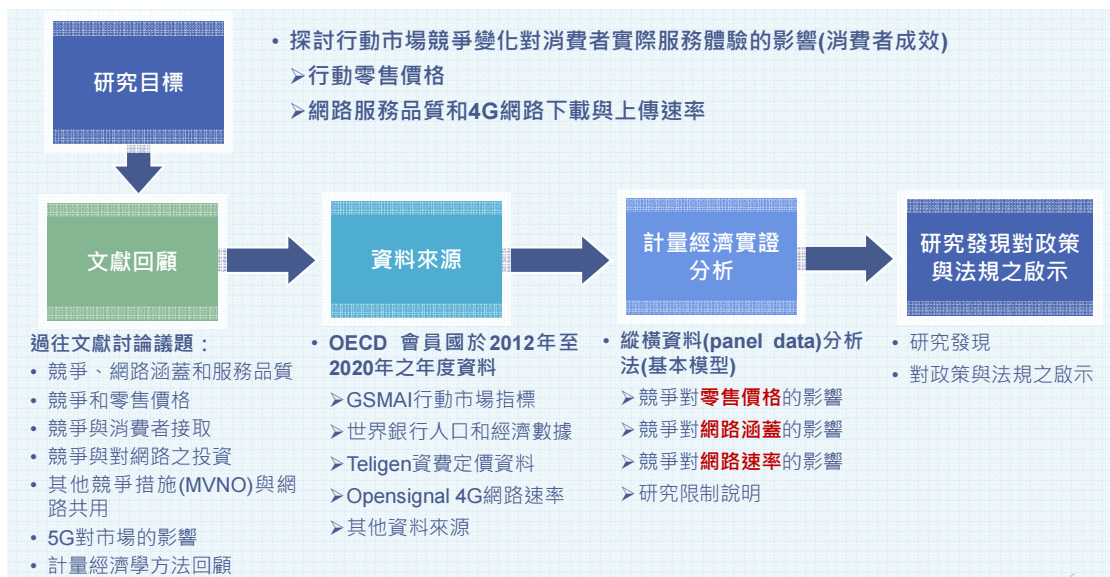 研究目標
• 探討行動市場競爭變化對消費者實際服務體驗的影響(消費者成效)
➢行動零售價格
➢網路服務品質和4G網路下載與上傳速率
文獻回顧
過往文獻討論議題：
• 競爭、網路涵蓋和服務品質
• 競爭和零售價格
• 競爭與消費者接取
• 競爭與對網路之投資
• 其他競爭措施(MVNO)與網
路共用
• 5G對市場的影響
• 計量經濟學方法回顧
資料來源
• OECD 會員國於2012年至
2020年之年度資料
➢GSMAI行動市場指標
➢世界銀行人口和經濟數據
➢Teligen資費定價資料
➢Opensignal 4G網路速率
➢其他資料來源
計量經濟實證
分析
• 縱橫資料(panel data)分析
法(基本模型)
➢競爭對零售價格的影響
➢競爭對網路涵蓋的影響
➢競爭對網路速率的影響
➢研究限制說明
研究發現對政策
與法規之啟示
• 研究發現
• 對政策與法規之啟示